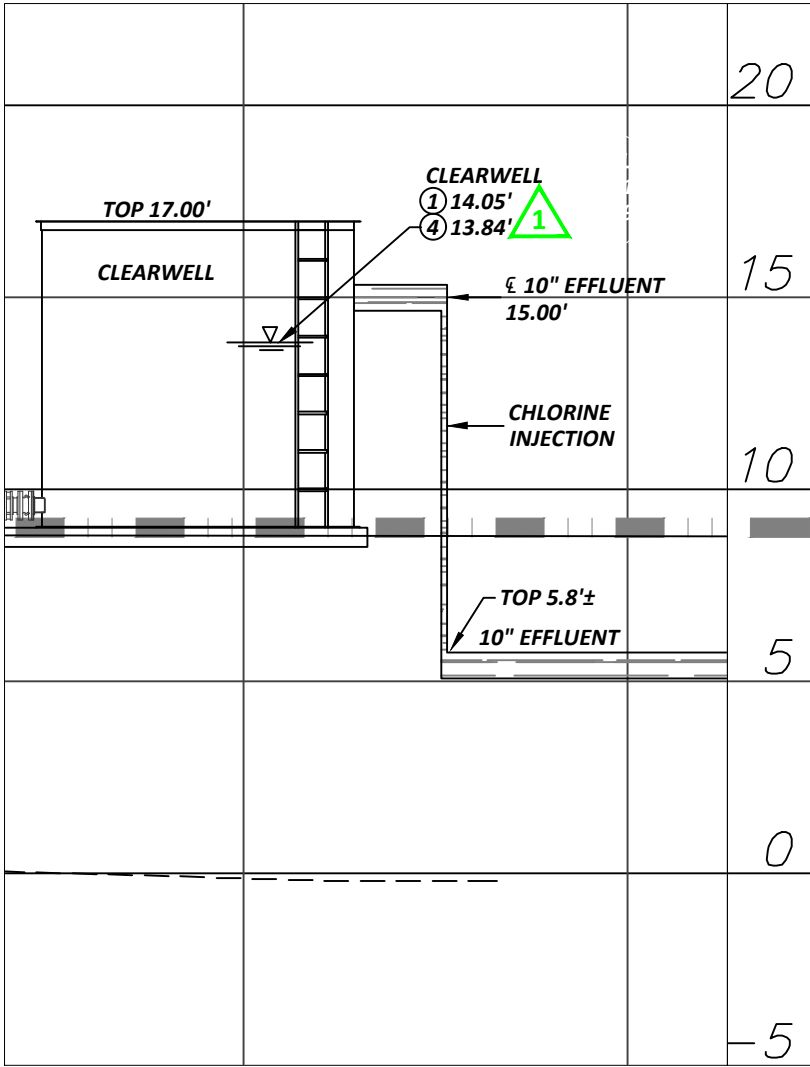 20
CLEARWELL
① 14.05'
④ 13.84'
1
TOP 17.00'
CLEARWELL
15
℄ 10" EFFLUENT
15.00'
CHLORINE
INJECTION
10
TOP 5.8'±
10" EFFLUENT
5
0
-5